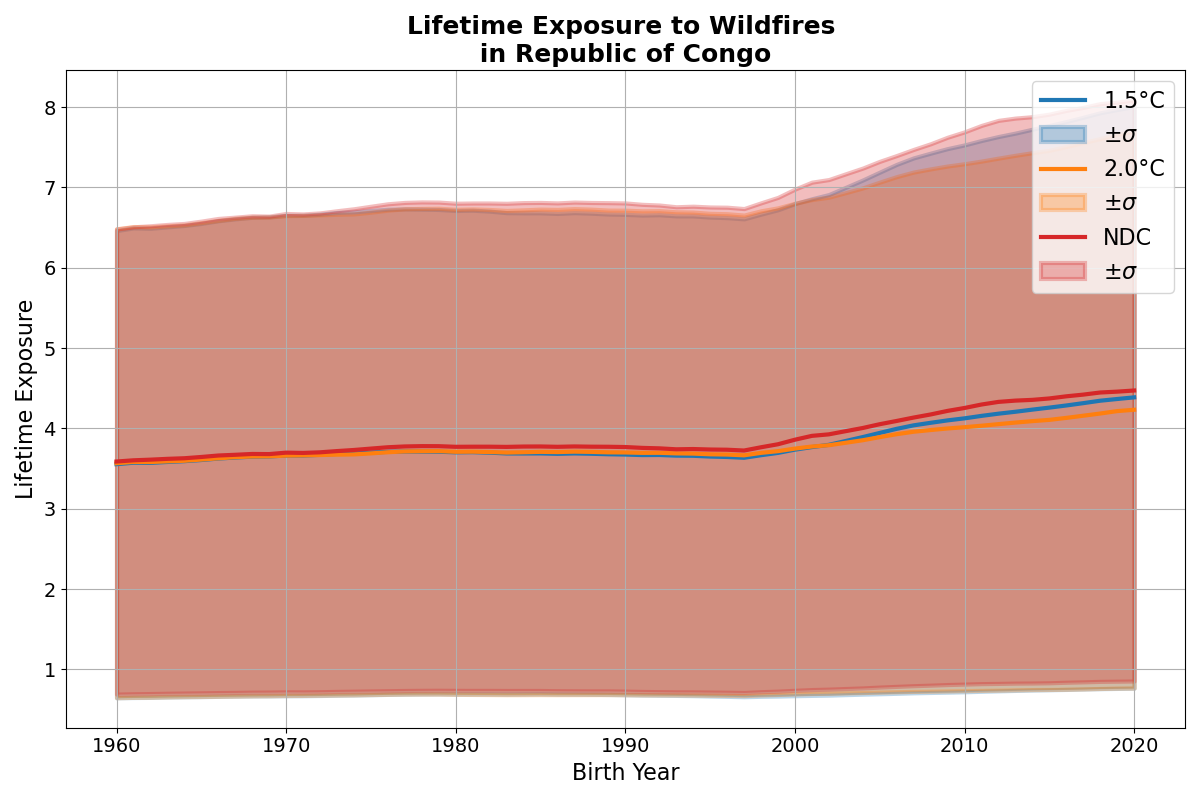 Lifetime Exposure to Wildfires
in Republic of Congo
Lifetime Exposure
8
7
6
5
4
3
2
1
1.5°C
±σ
2.0°C
±σ
NDC
±σ
1960 1970 1980 1990 2000 2010 2020
Birth Year